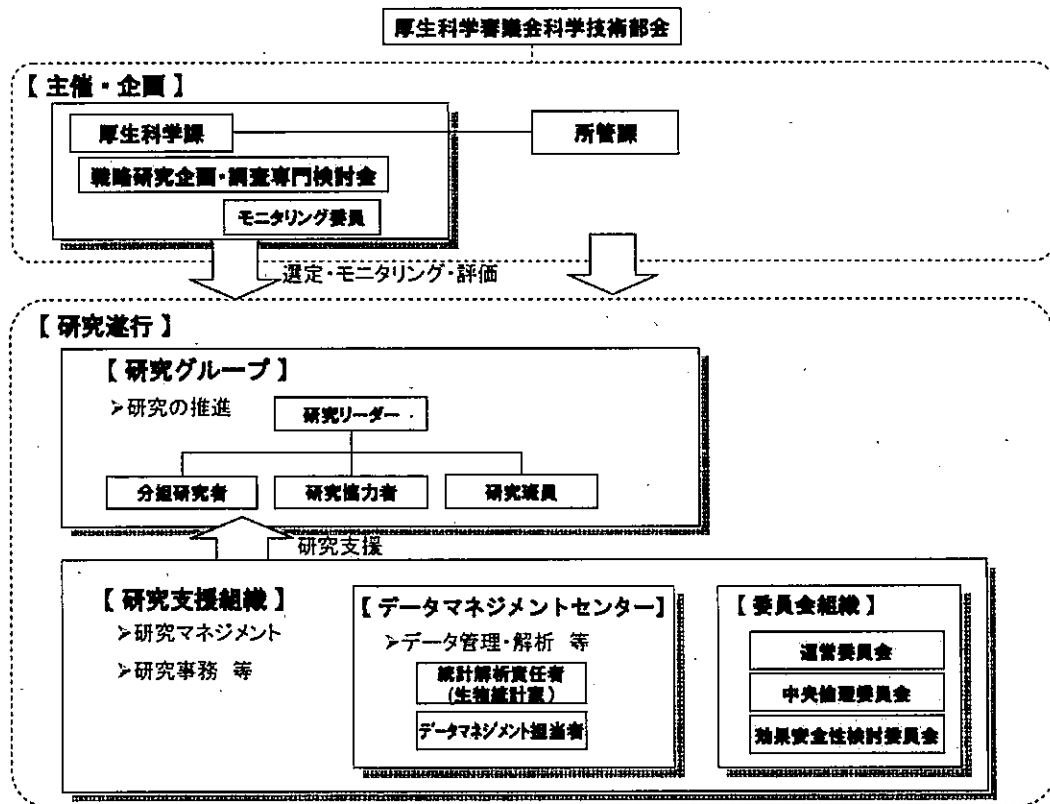 厚生科学審議会科学技術部会
【 主催・企画 】
厚生科学課
所管課
戦略研究企画・調査専門検討会
モニタリング委員
選定・モニタリング・評価
【 研究遂行 】
【 研究グループ 】
➢研究の推進
研究リーダー
分担研究者
研究協力者
研究班員
研究支援
【 研究支援組織 】
➢研究マネジメント
➢研究事務 等
【 データマネジメントセンター 】
➢データ管理・解析 等
統計解析責任者
(生物統計家)
データマネジメント担当者
【 委員会組織 】
運営委員会
中央倫理委員会
効果安全性検討委員会